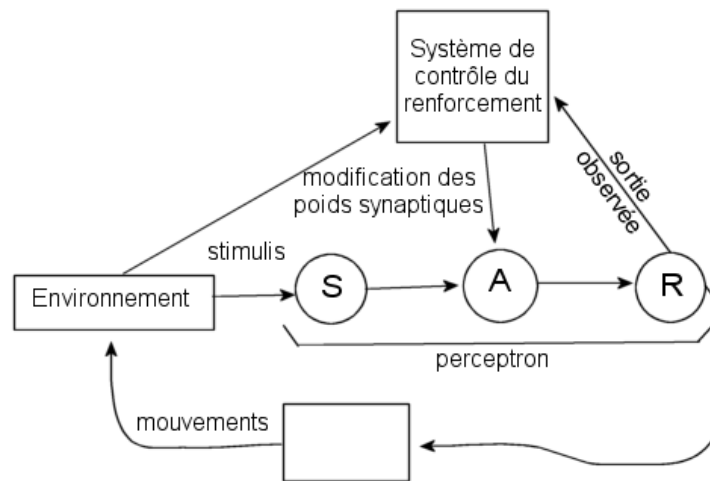 Système de
contrôle du
renforcement
modification des
poids synaptiques
sortie
observée
stimulis
Environnement
S
A
R
perceptron
mouvements